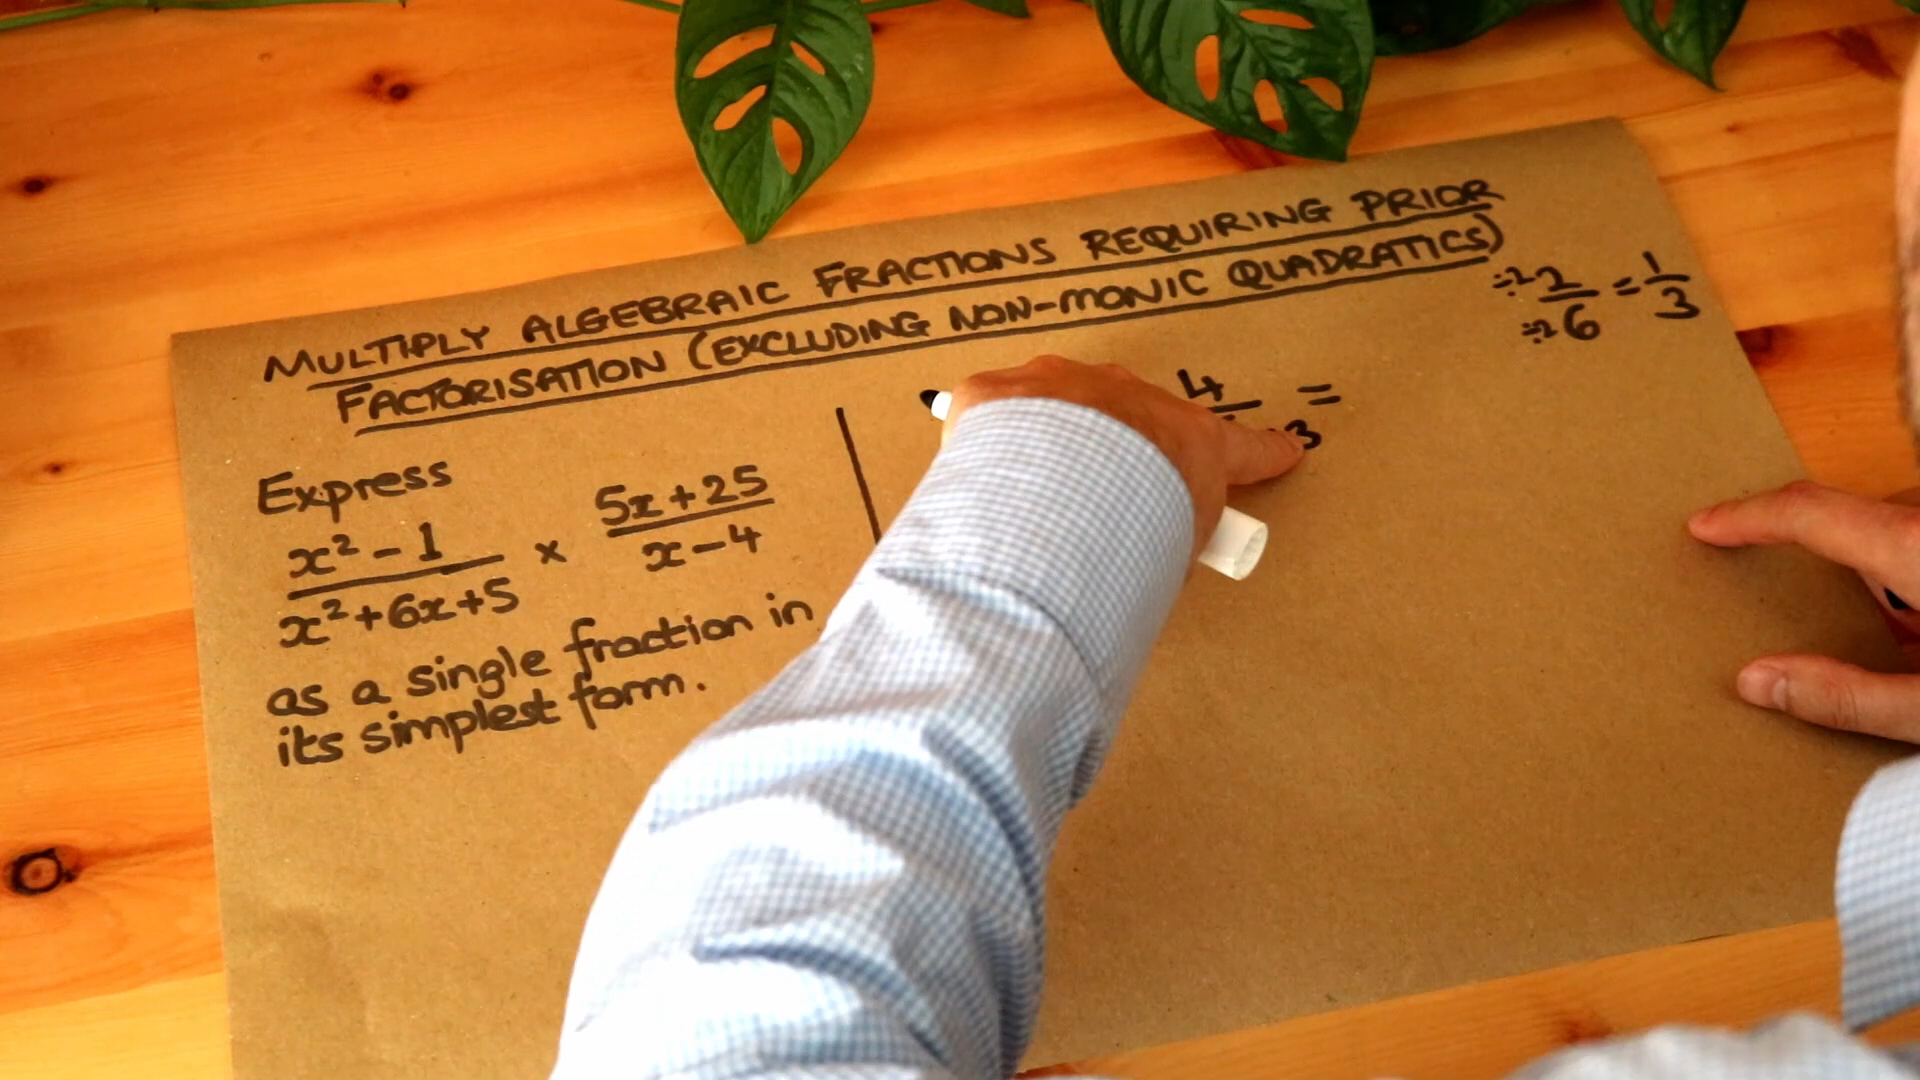 MULTIPLY ALGEBRAIC FRACTIONS REQUIRING PRIOR
FACTORISATION (EXCLUDING NON-MONIC QUADRATICS)
÷2 2/6 ÷2 = 1/3
Express
x² - 1 / x² + 6x + 5 × 5x + 25 / x - 4
as a single fraction in
its simplest form.
4 =
3